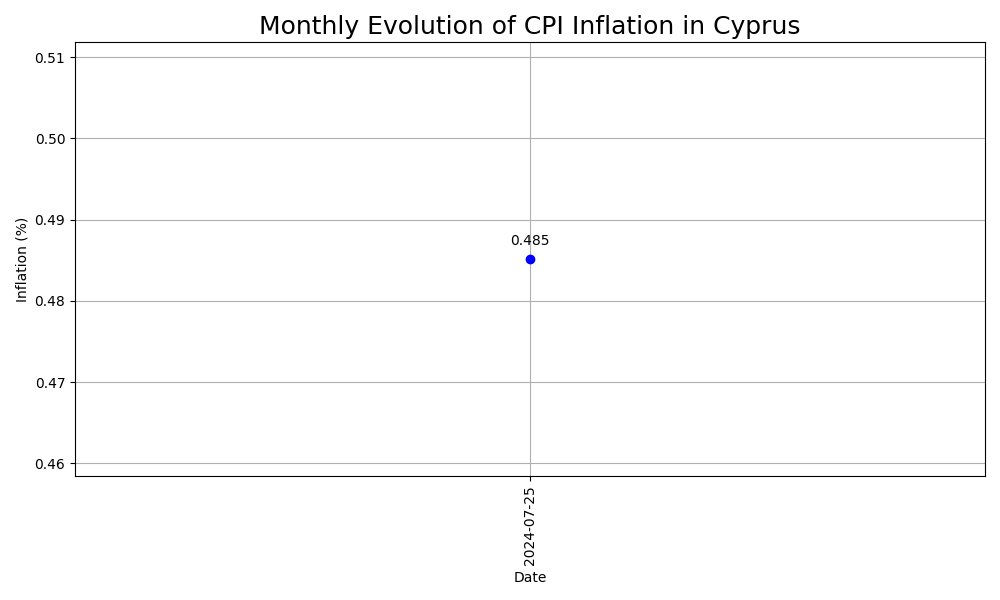 Monthly Evolution of CPI Inflation in Cyprus
0.51
0.50
0.49
0.48
0.47
0.46
Inflation (%)
0.485
2024-07-25
Date